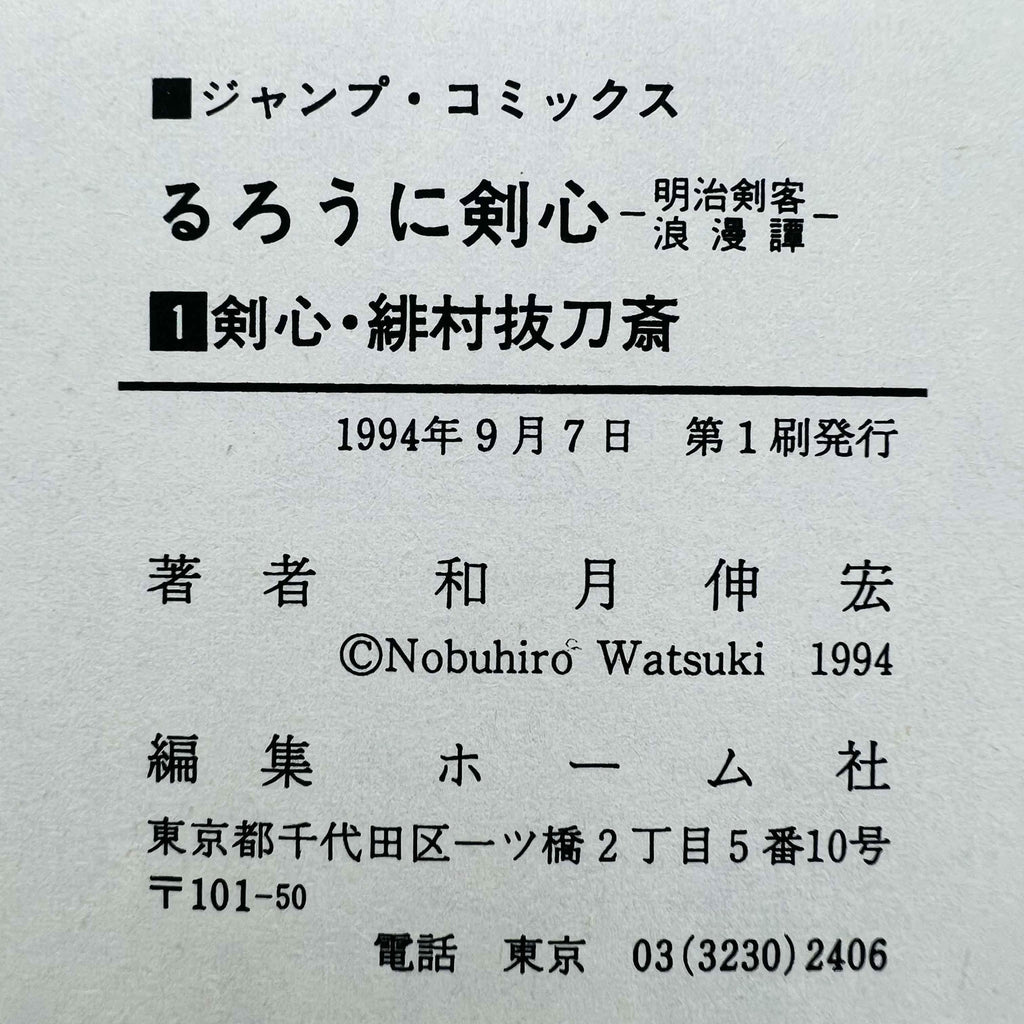 ■ジャンプ・コミックス
るろうに剣心－明治剣客浪漫譚－
1 剣心・緋村抜刀斎
1994年9月7日　第1刷発行
著者　和月伸宏
©Nobuhiro Watsuki 1994
編集　ホーム社
東京都千代田区一ツ橋2丁目5番10号
〒101-50
電話　東京　03(3230)2406